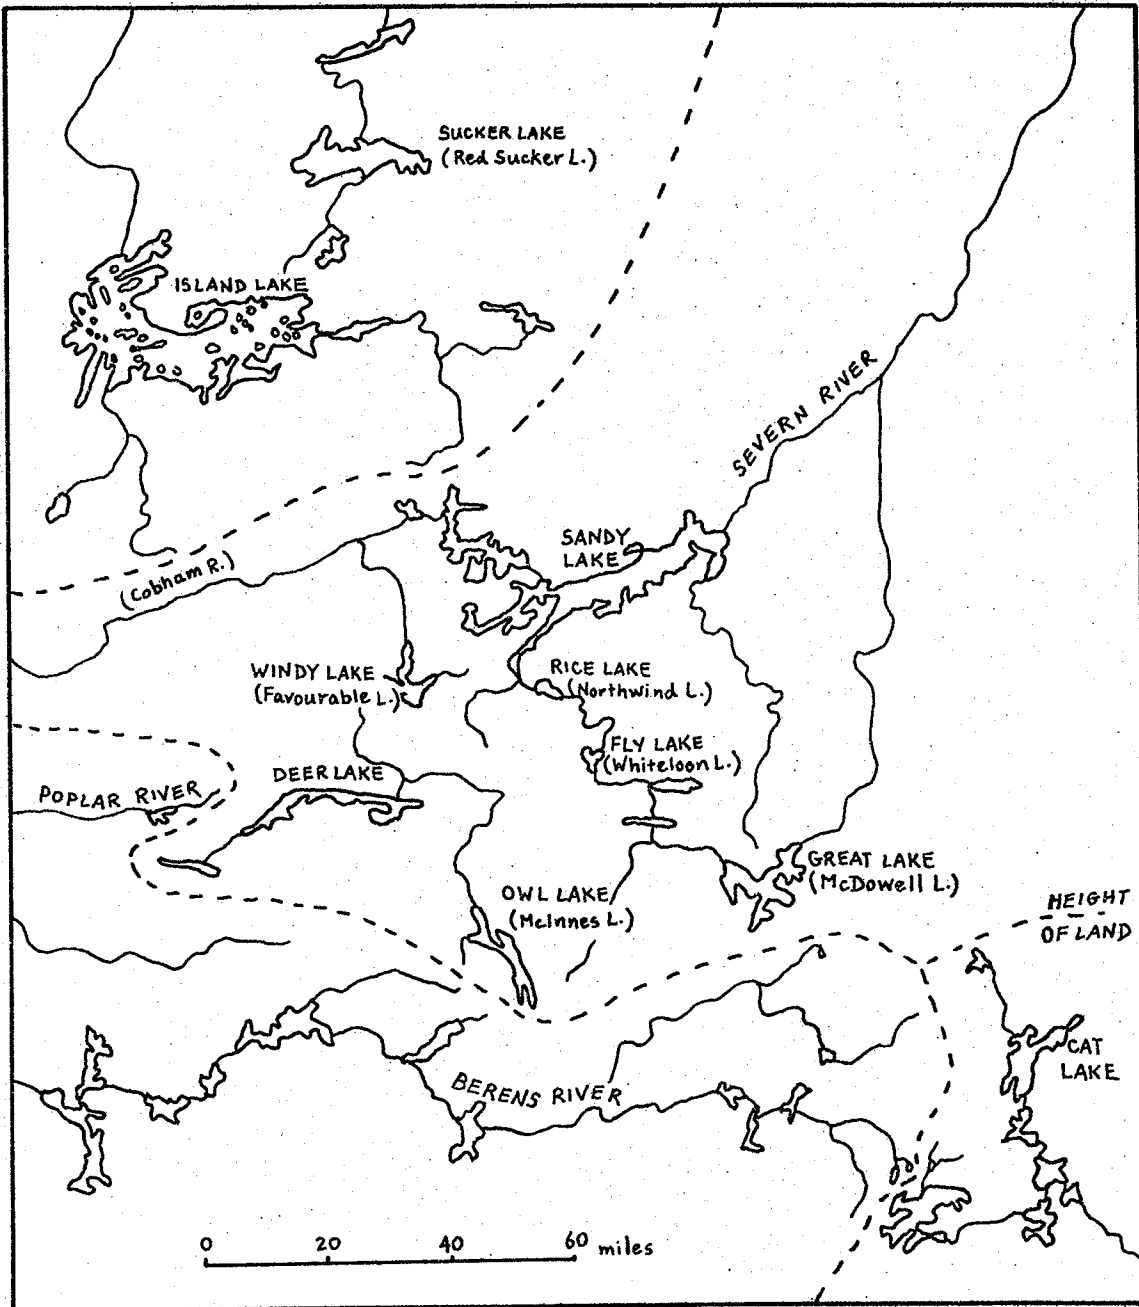 SUCKER LAKE
(Red Sucker L.)
ISLAND LAKE
SEVERN RIVER
SANDY
LAKE
(Cobham R.)
WINDY LAKE
(Favourable L.)
RICE LAKE
(Northwind L.)
FLY LAKE
(Whiteloon L.)
DEER LAKE
POPLAR RIVER
GREAT LAKE
(McDowell L.)
OWL LAKE
(McInnes L.)
HEIGHT
OF LAND
CAT
LAKE
BERENS RIVER
0 20 40 60 miles